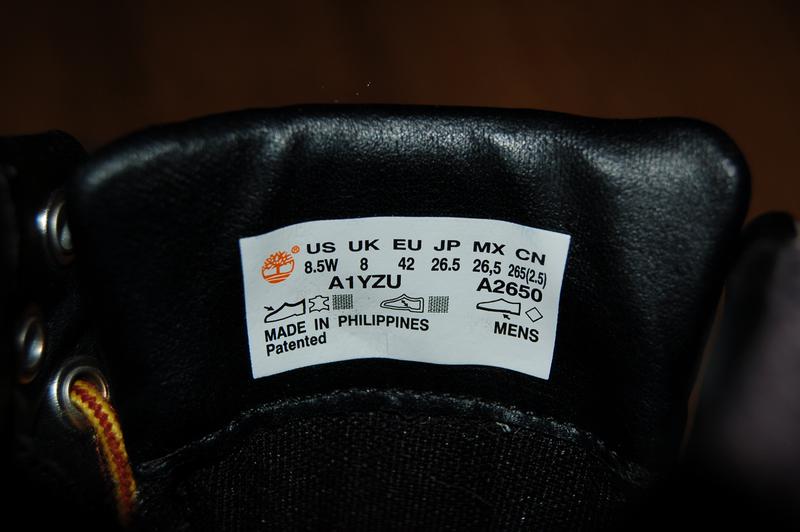 US UK EU JP MX CN
8.5W 8 42 26.5 26,5 265(2.5)
A1YZU A2650
MADE IN PHILIPPINES MENS
Patented